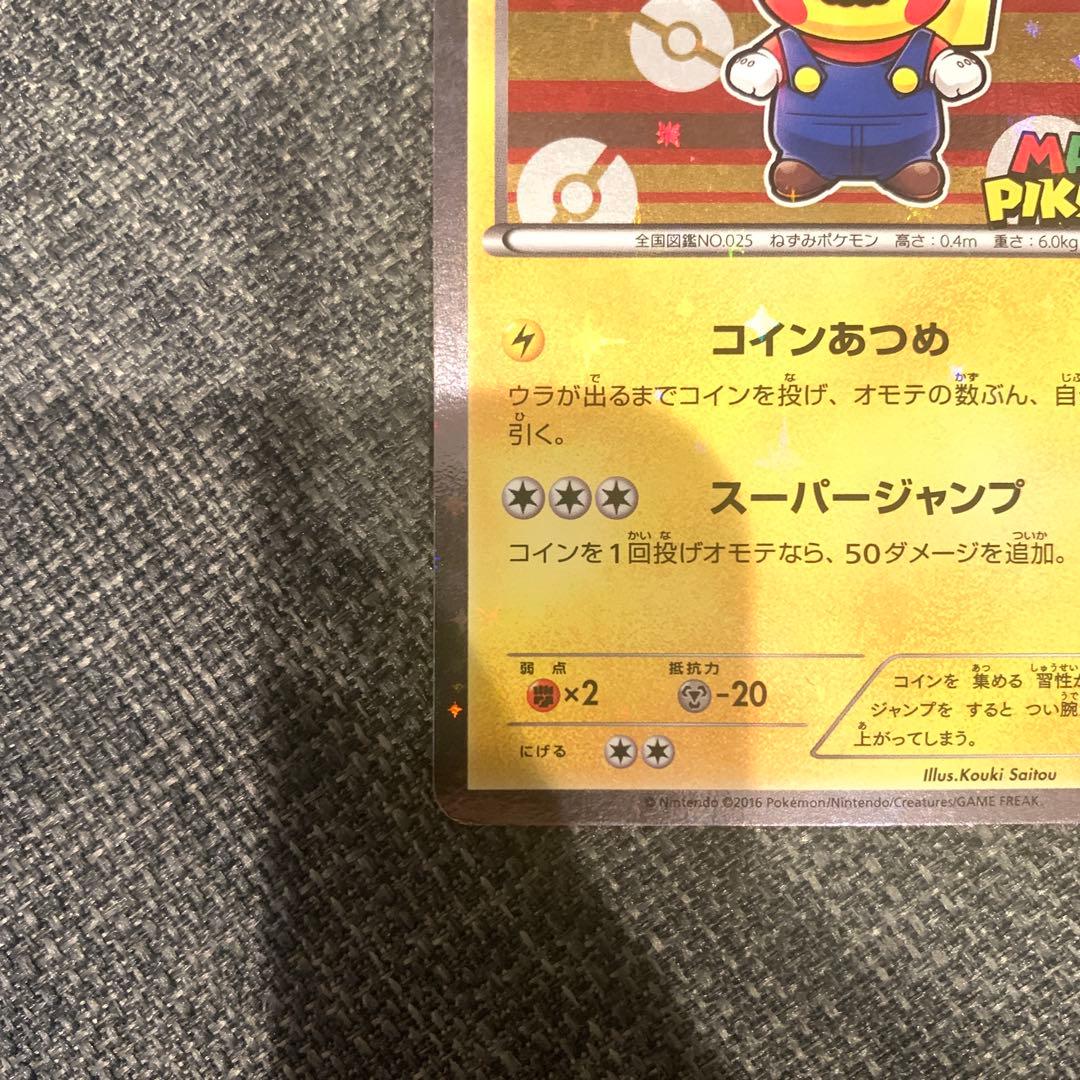 MA
PIK
全国図鑑NO.025 ねずみポケモン 高さ:0.4m 重さ:6.0kg
コインあつめ
ウラが出るまでコインを投げ、オモテの数ぶん、自
引く。
スーパージャンプ
コインを1回投げオモテなら、50ダメージを追加。
弱点 抵抗力
×2 -20
コインを 集める 習性が
ジャンプを すると つい腕
上がってしまう。
にげる
Illus.Kouki Saitou
© Nintendo ©2016 Pokémon/Nintendo/Creatures/GAME FREAK.